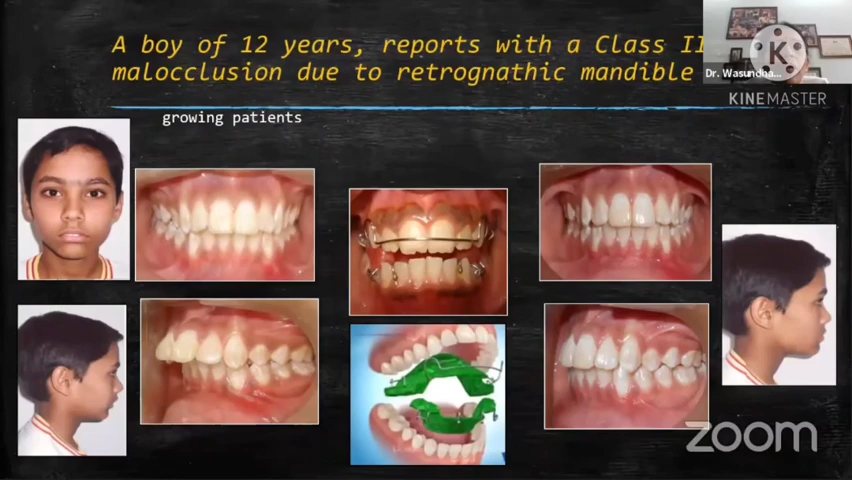 A boy of 12 years, reports with a Class II
malocclusion due to retrognathic mandible
growing patients
K
Dr. Wasundha...
KINEMASTER
zoom